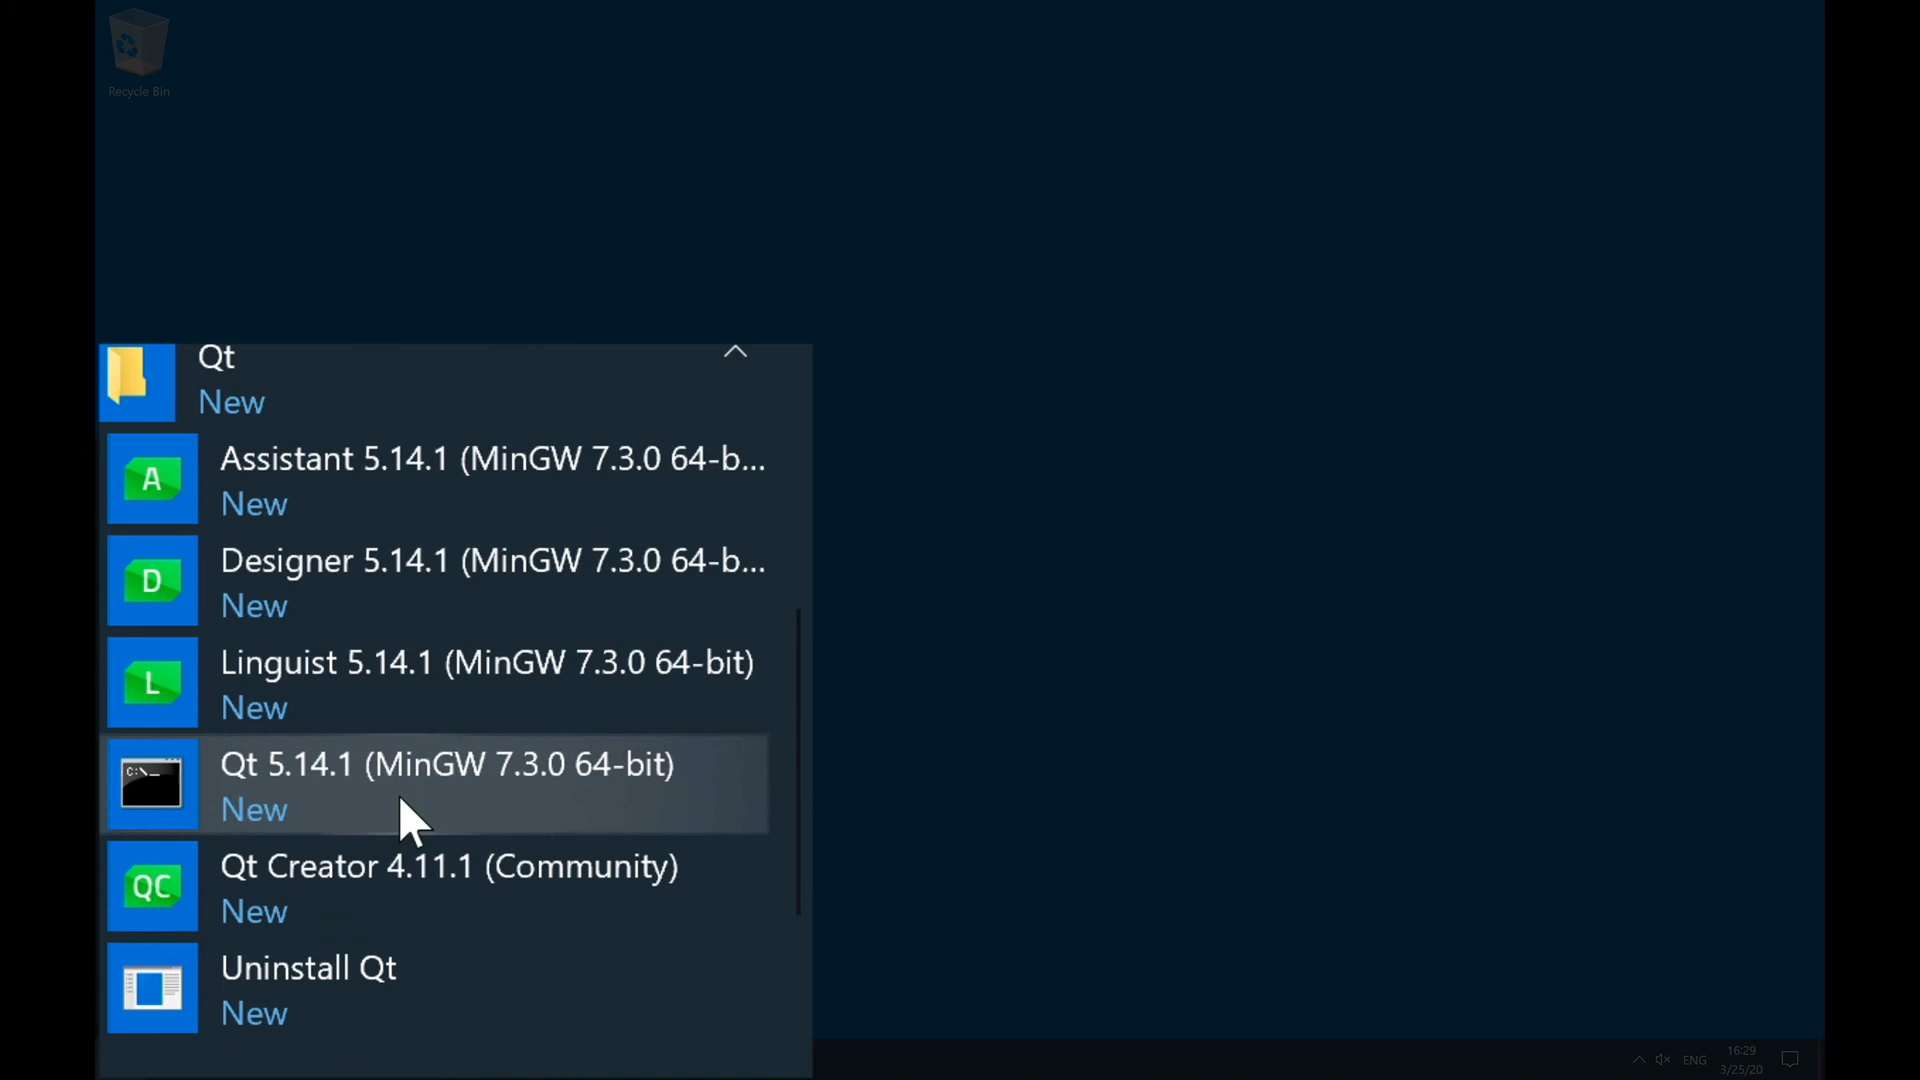 Recycle Bin
Qt
New
A
Assistant 5.14.1 (MinGW 7.3.0 64-b...
New
D
Designer 5.14.1 (MinGW 7.3.0 64-b...
New
L
Linguist 5.14.1 (MinGW 7.3.0 64-bit)
New
C:\_
Qt 5.14.1 (MinGW 7.3.0 64-bit)
New
QC
Qt Creator 4.11.1 (Community)
New
Uninstall Qt
New
ENG
16:29
3/25/20